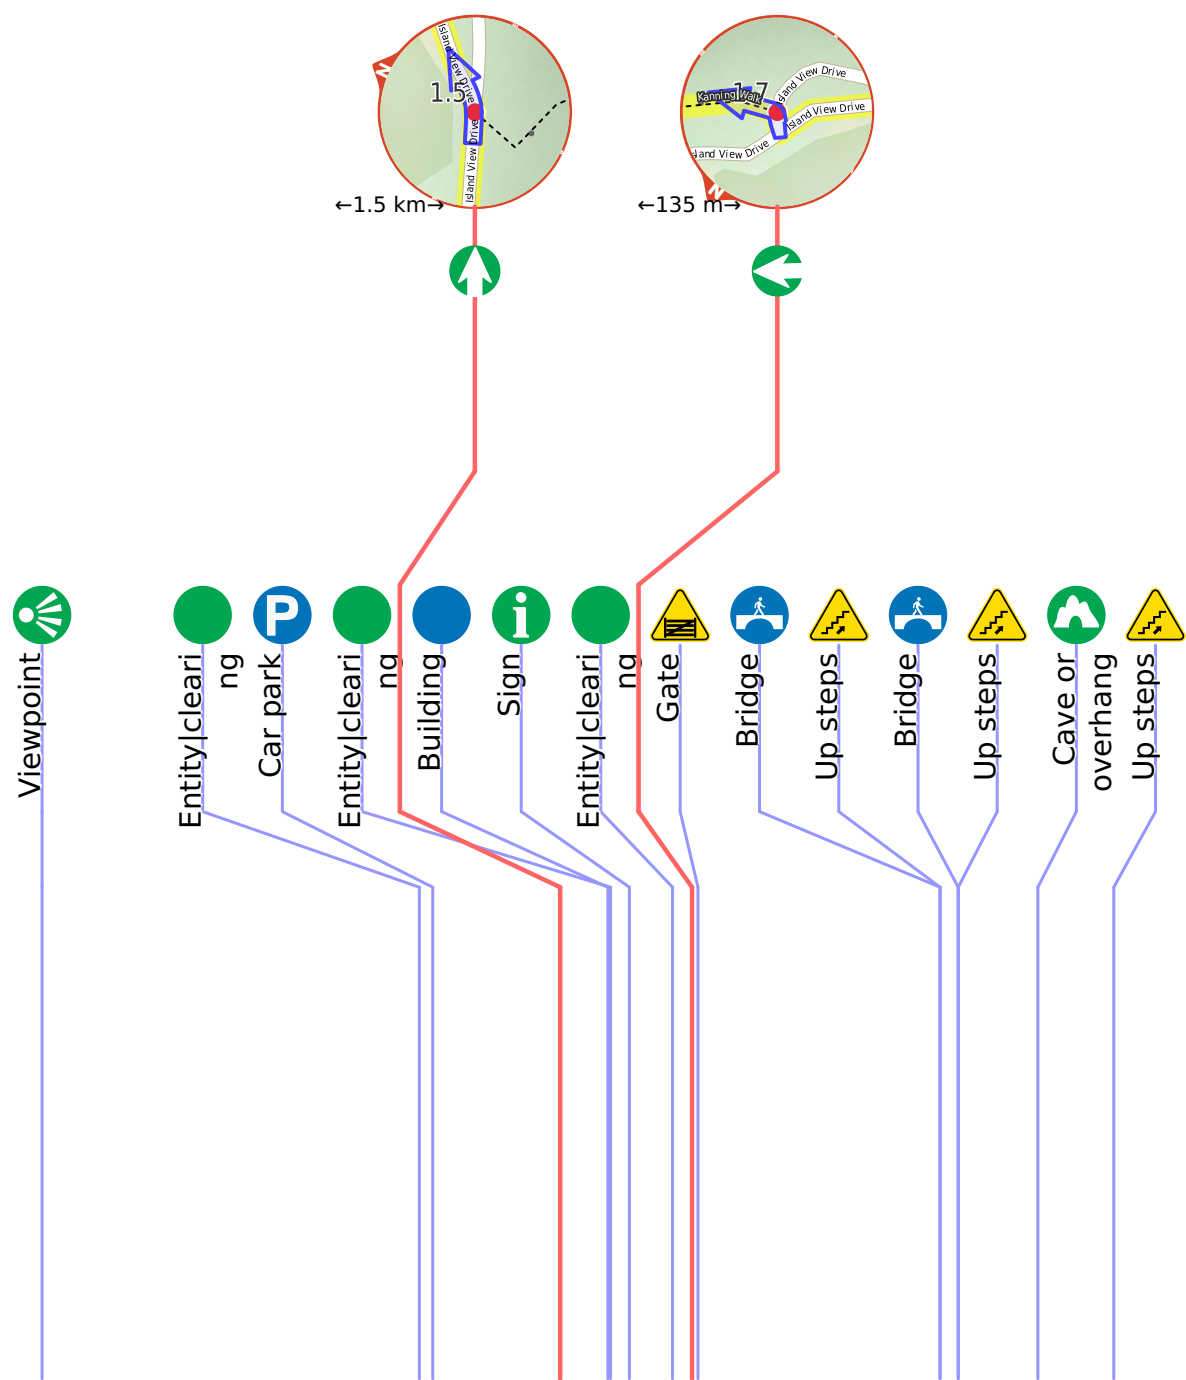 N
Island View Drive
1.5
Island View Drive
←1.5 km→
N
Island View Drive
1.7
Kanning Walk
Island View Drive
Island View Drive
←135 m→
Viewpoint
Entity|cleari
ng
P
Car park
Entity|cleari
ng
Building
i
Sign
Entity|cleari
ng
Gate
Bridge
Up steps
Bridge
Up steps
Cave or
overhang
Up steps